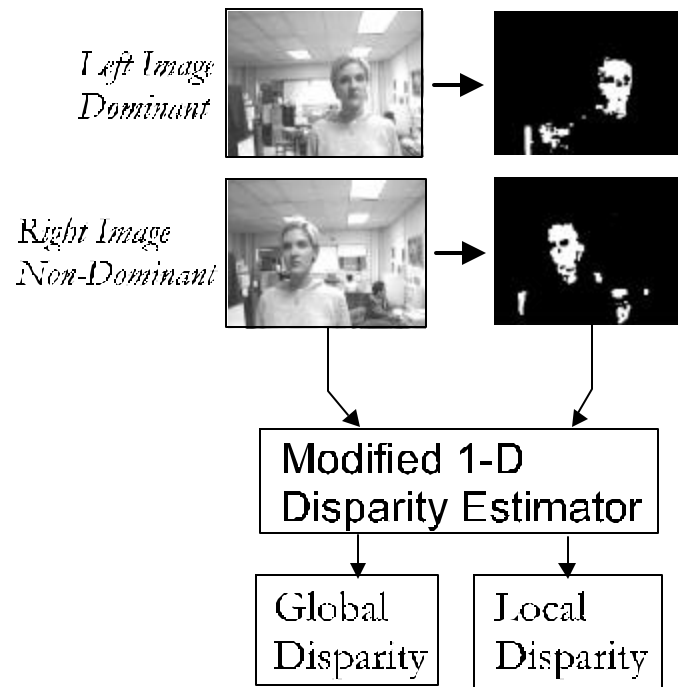 Left Image
Dominant
Right Image
Non-Dominant
Modified 1-D
Disparity Estimator
Global
Disparity
Local
Disparity